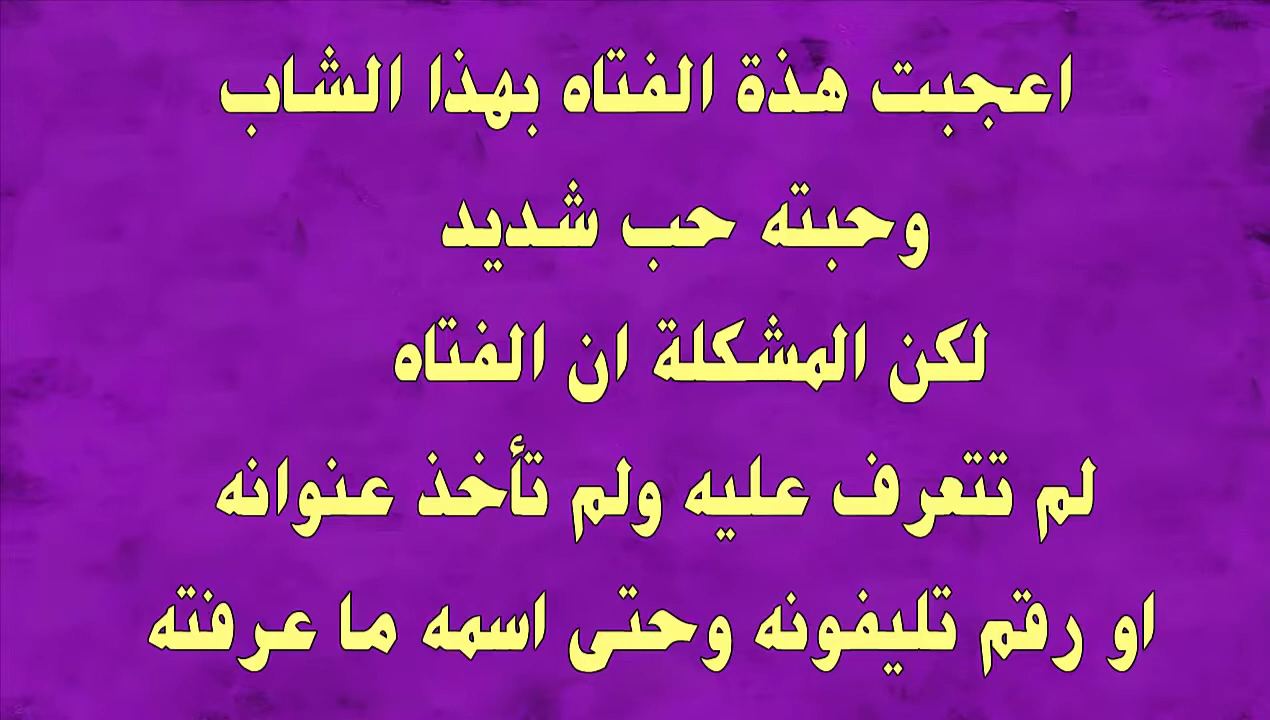 اعجبت هذة الفتاه بهذا الشاب
وحبته حب شديد
لكن المشكلة ان الفتاه
لم تتعرف عليه ولم تأخذ عنوانه
او رقم تليفونه وحتى اسمه ما عرفته